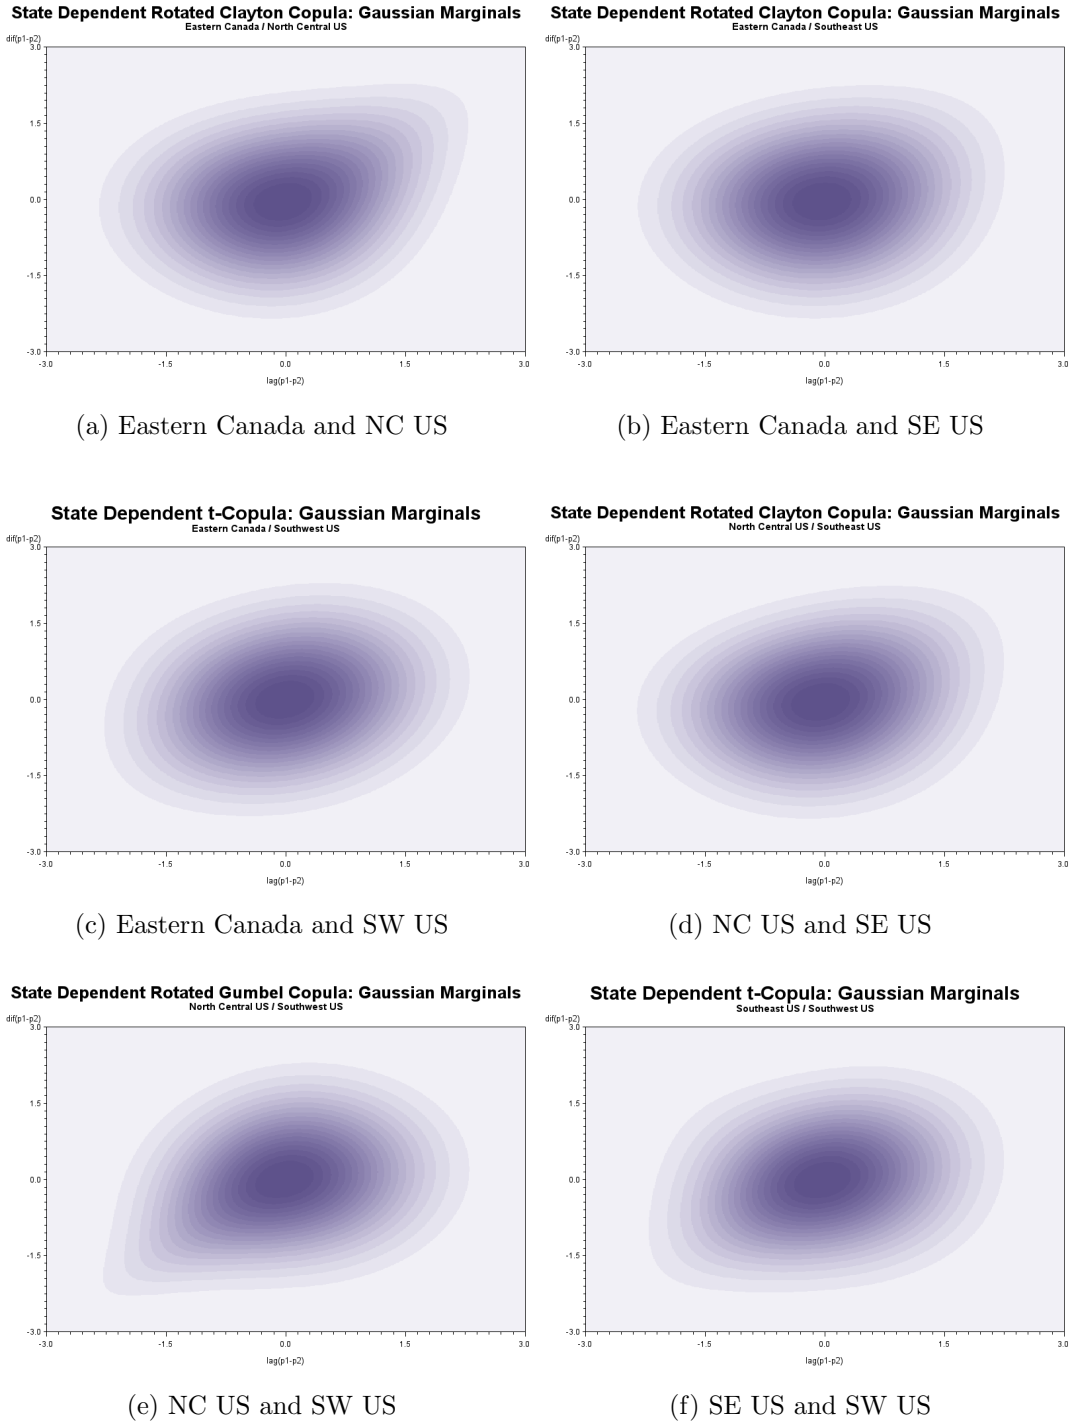 State Dependent Rotated Clayton Copula: Gaussian Marginals
Eastern Canada / North Central US
dif(p1-p2)
3.0
1.5
0.0
-1.5
-3.0
-3.0 -1.5 0.0 1.5 3.0
lag(p1-p2)
(a) Eastern Canada and NC US
State Dependent Rotated Clayton Copula: Gaussian Marginals
Eastern Canada / Southeast US
dif(p1-p2)
3.0
1.5
0.0
-1.5
-3.0
-3.0 -1.5 0.0 1.5 3.0
lag(p1-p2)
(b) Eastern Canada and SE US
State Dependent t-Copula: Gaussian Marginals
Eastern Canada / Southwest US
dif(p1-p2)
3.0
1.5
0.0
-1.5
-3.0
-3.0 -1.5 0.0 1.5 3.0
lag(p1-p2)
(c) Eastern Canada and SW US
State Dependent Rotated Clayton Copula: Gaussian Marginals
North Central US / Southeast US
dif(p1-p2)
3.0
1.5
0.0
-1.5
-3.0
-3.0 -1.5 0.0 1.5 3.0
lag(p1-p2)
(d) NC US and SE US
State Dependent Rotated Gumbel Copula: Gaussian Marginals
North Central US / Southwest US
dif(p1-p2)
3.0
1.5
0.0
-1.5
-3.0
-3.0 -1.5 0.0 1.5 3.0
lag(p1-p2)
(e) NC US and SW US
State Dependent t-Copula: Gaussian Marginals
Southeast US / Southwest US
dif(p1-p2)
3.0
1.5
0.0
-1.5
-3.0
-3.0 -1.5 0.0 1.5 3.0
lag(p1-p2)
(f) SE US and SW US